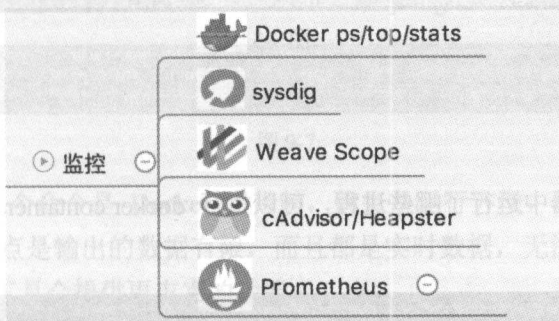 Docker ps/top/stats
sysdig
监控
Weave Scope
cAdvisor/Heapster
Prometheus